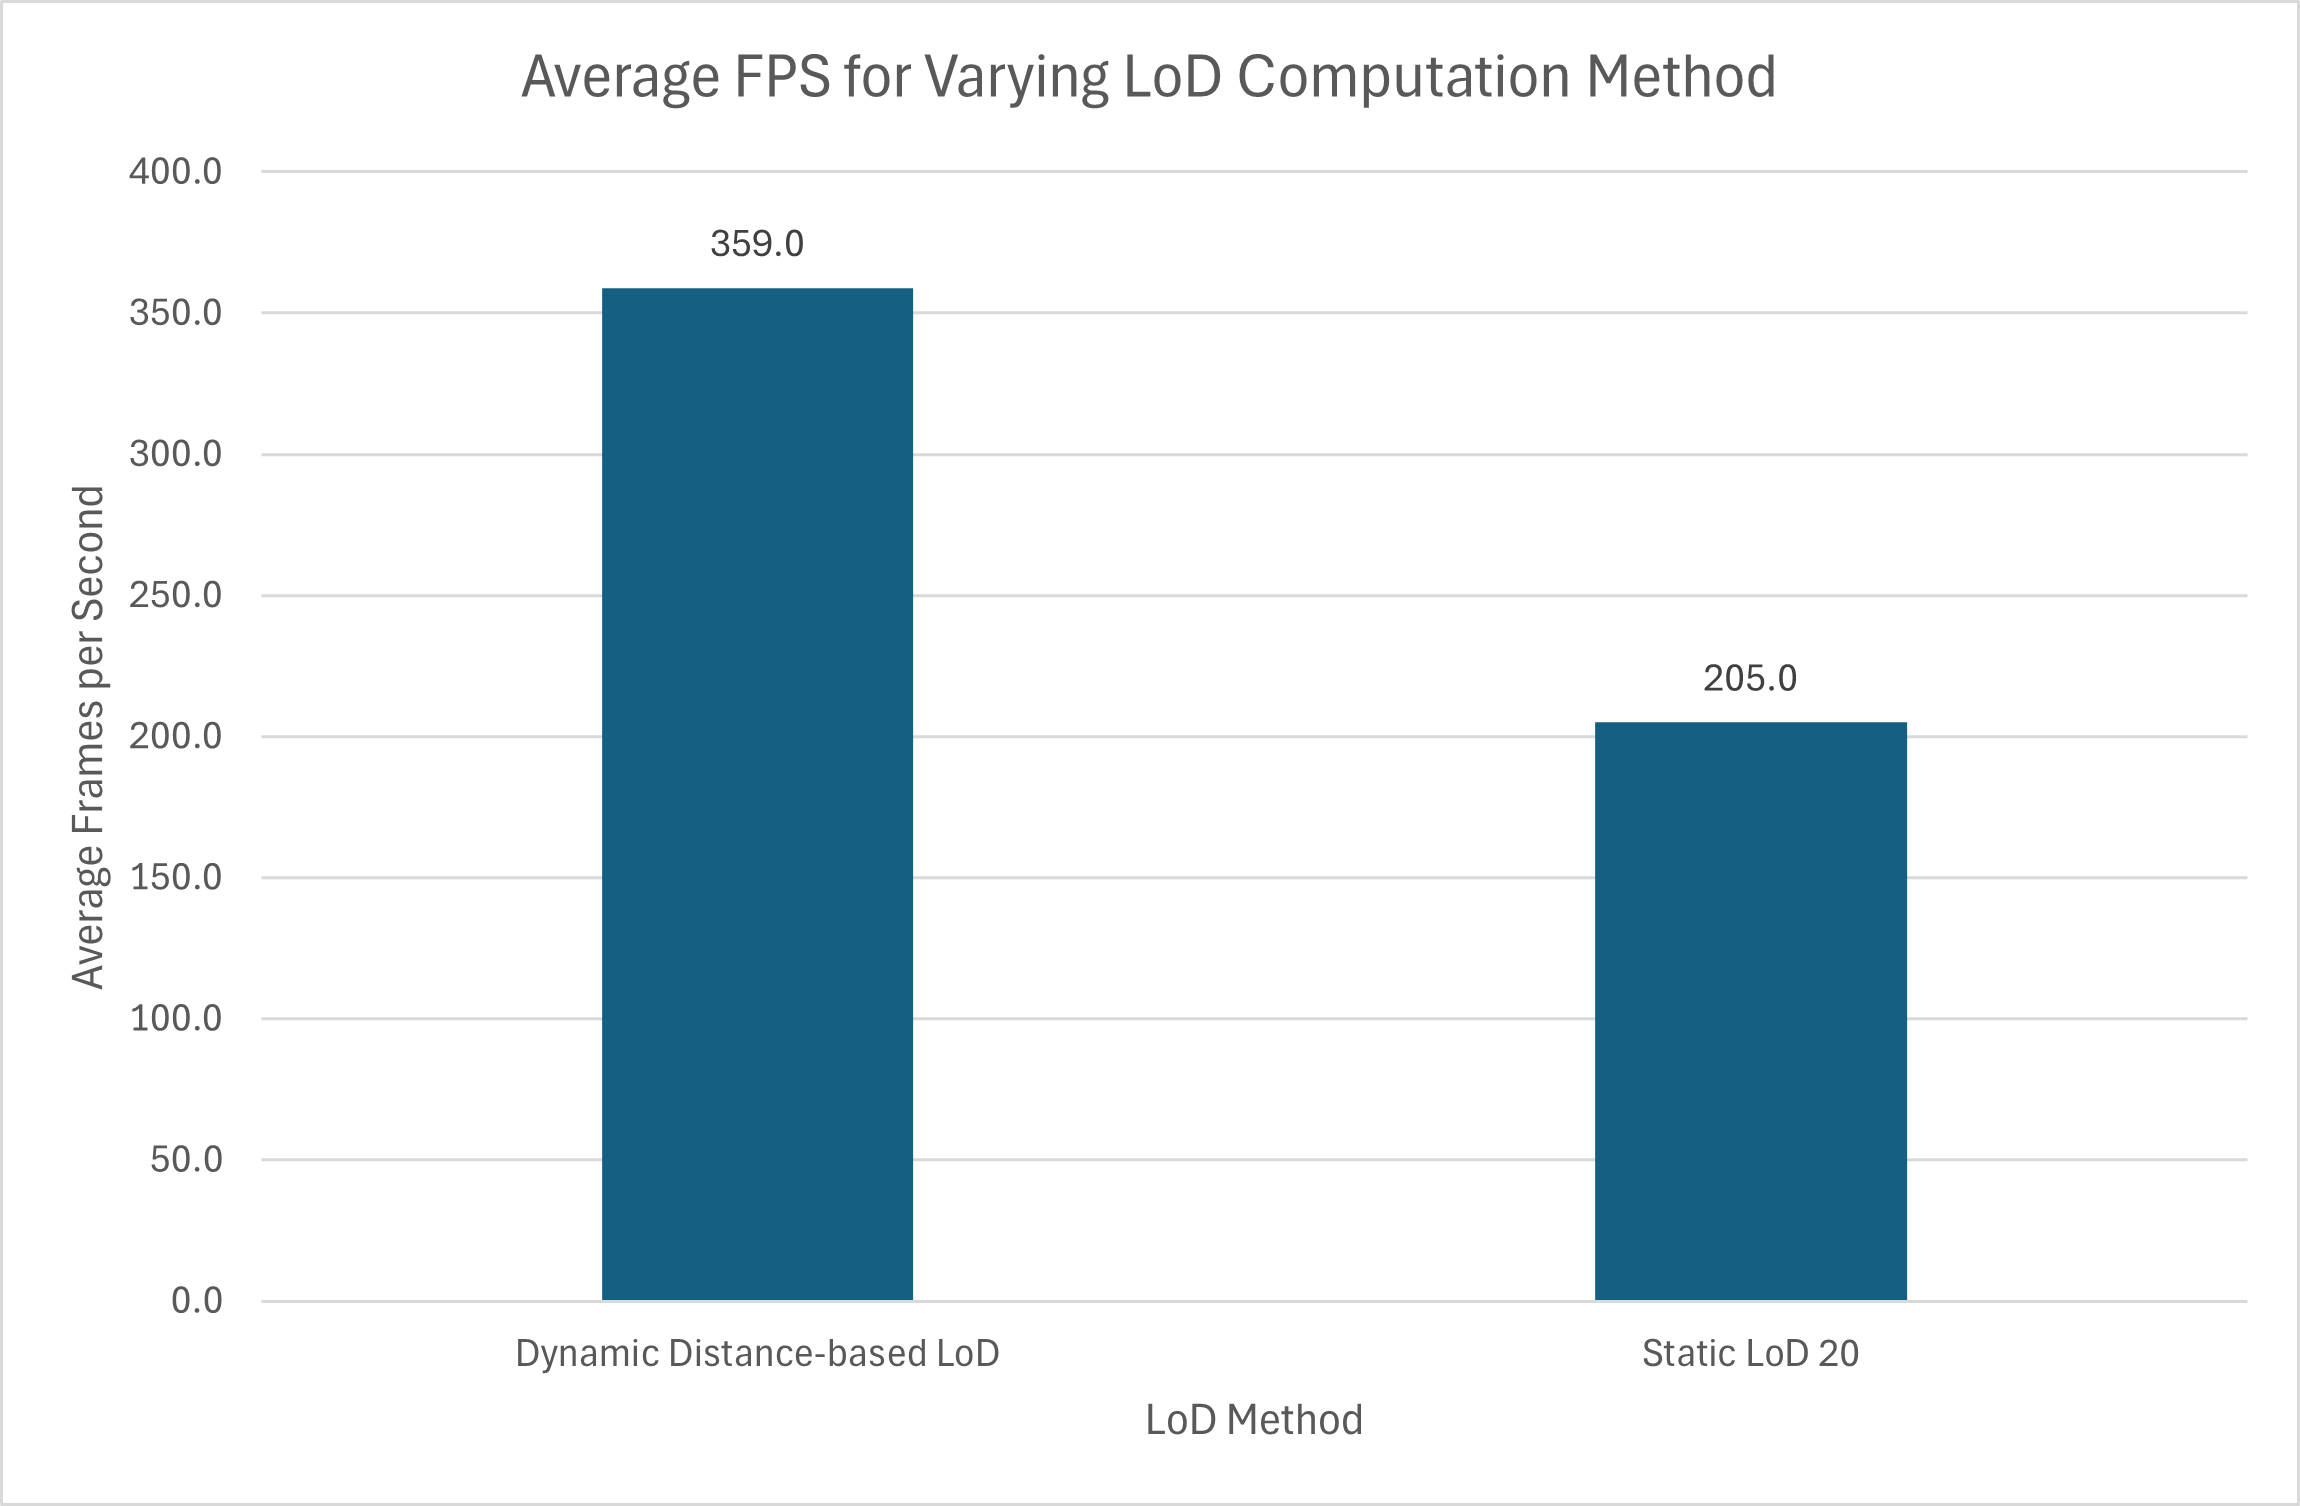 Average FPS for Varying LoD Computation Method
400.0
350.0
300.0
250.0
200.0
150.0
100.0
50.0
0.0
Average Frames per Second
359.0
205.0
Dynamic Distance-based LoD
Static LoD 20
LoD Method